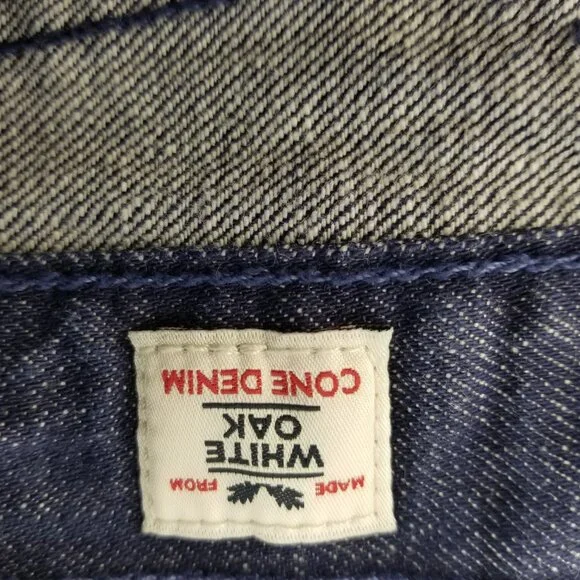 MADE FROM
WHITE
OAK
CONE DENIM